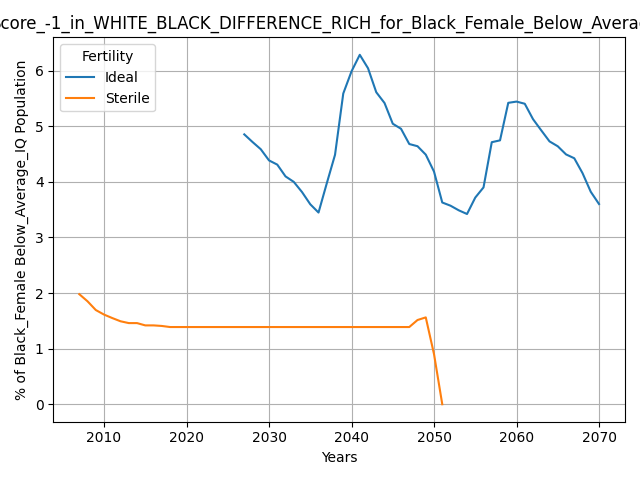 core_-1_in_WHITE_BLACK_DIFFERENCE_RICH_for_Black_Female_Below_Avera
Fertility
Ideal
Sterile
% of Black_Female Below_Average_IQ Population
6
5
4
3
2
1
0
2010 2020 2030 2040 2050 2060 2070
Years